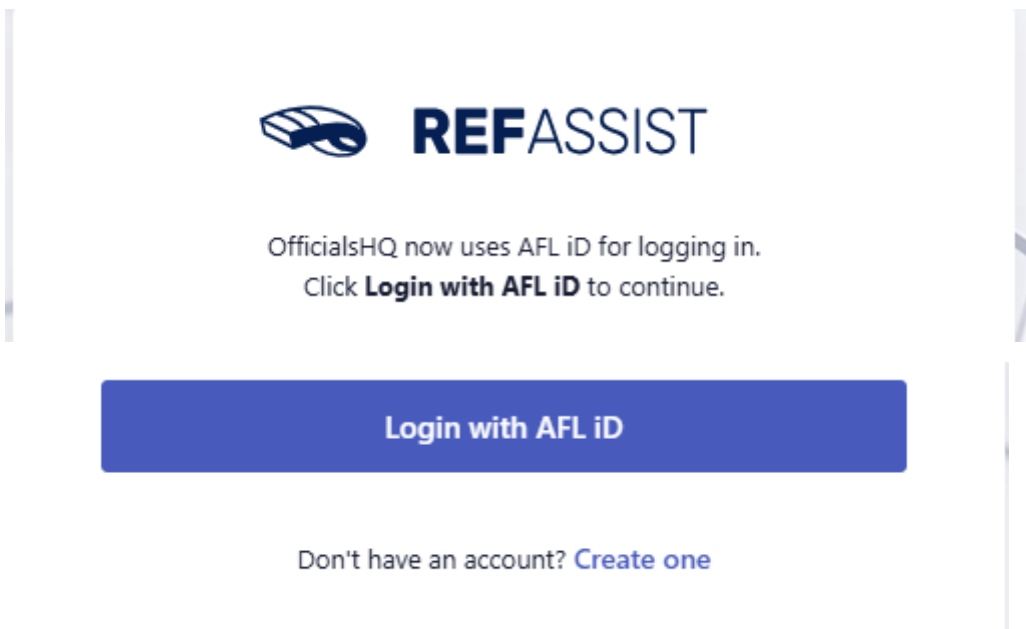 REFASSIST
OfficialsHQ now uses AFL iD for logging in.
Click Login with AFL iD to continue.
Login with AFL iD
Don't have an account? Create one